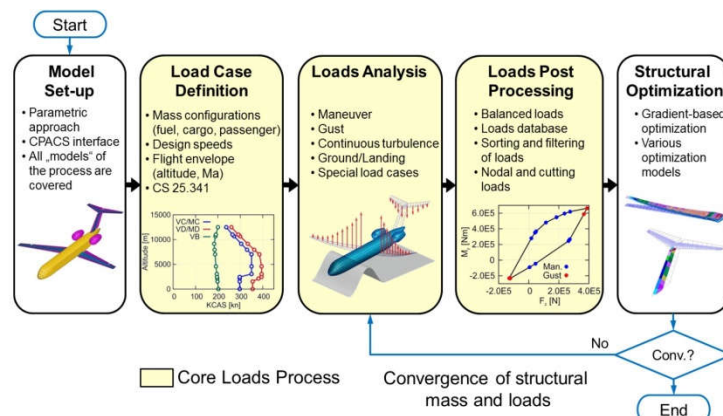 Start
Model
Set-up
• Parametric
approach
• CPACS interface
• All „models“ of
the process are
covered
Load Case
Definition
• Mass configurations
(fuel, cargo, passenger)
• Design speeds
• Flight envelope
(altitude, Ma)
• CS 25.341
15000
12500
10000
7500
5000
2500
0
Altitude [m]
VC/MC
VD/MD
VB
0 100 200 300 400
KCAS [kn]
Loads Analysis
• Maneuver
• Gust
• Continuous turbulence
• Ground/Landing
• Special load cases
Loads Post
Processing
• Balanced loads
• Loads database
• Sorting and filtering
of loads
• Nodal and cutting
loads
6.0E5
4.0E5
2.0E5
0
-2.0E5
Man.
Gust
-2.0E5 0 2.0E5 4.0E5
Structural
Optimization
• Gradient-based
optimization
• Various
optimization
models
No
Conv.?
Core Loads Process
Convergence of structural
mass and loads
End